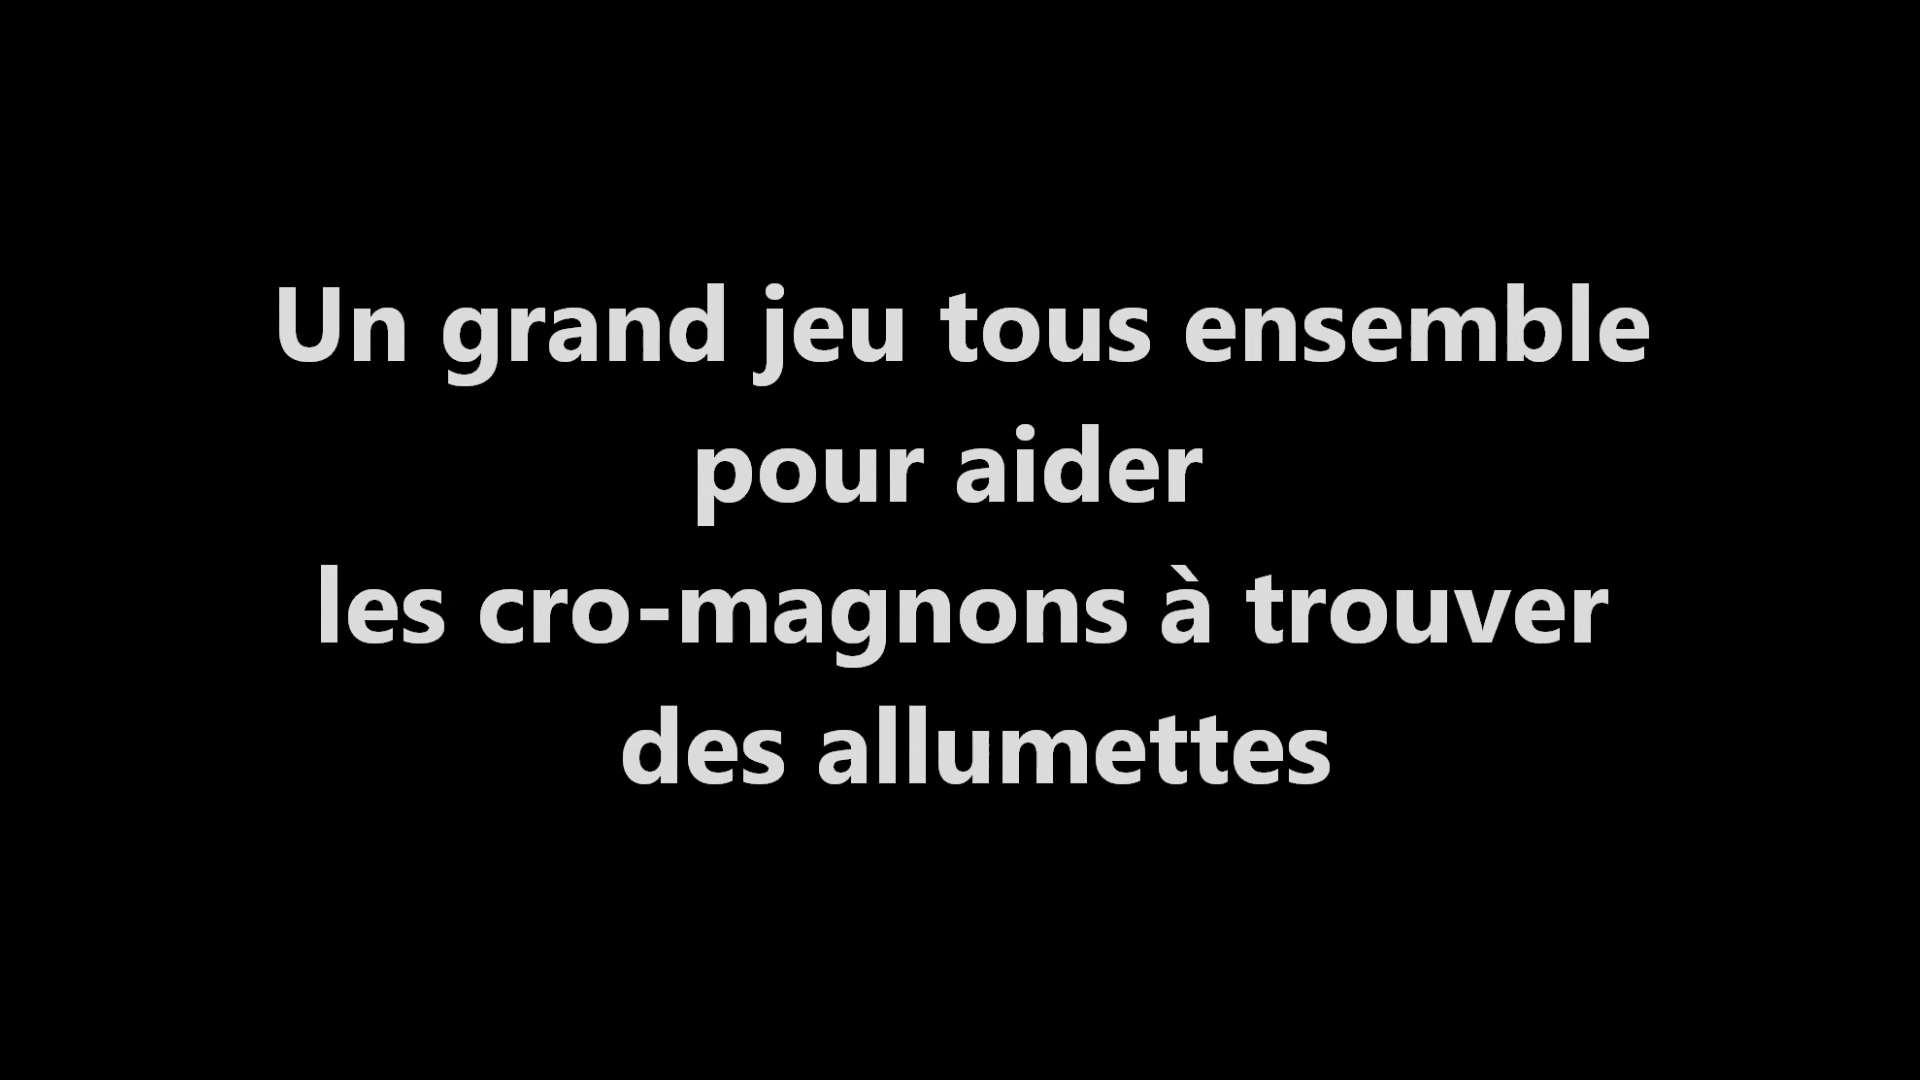 Un grand jeu tous ensemble
pour aider
les cro-magnons à trouver
des allumettes